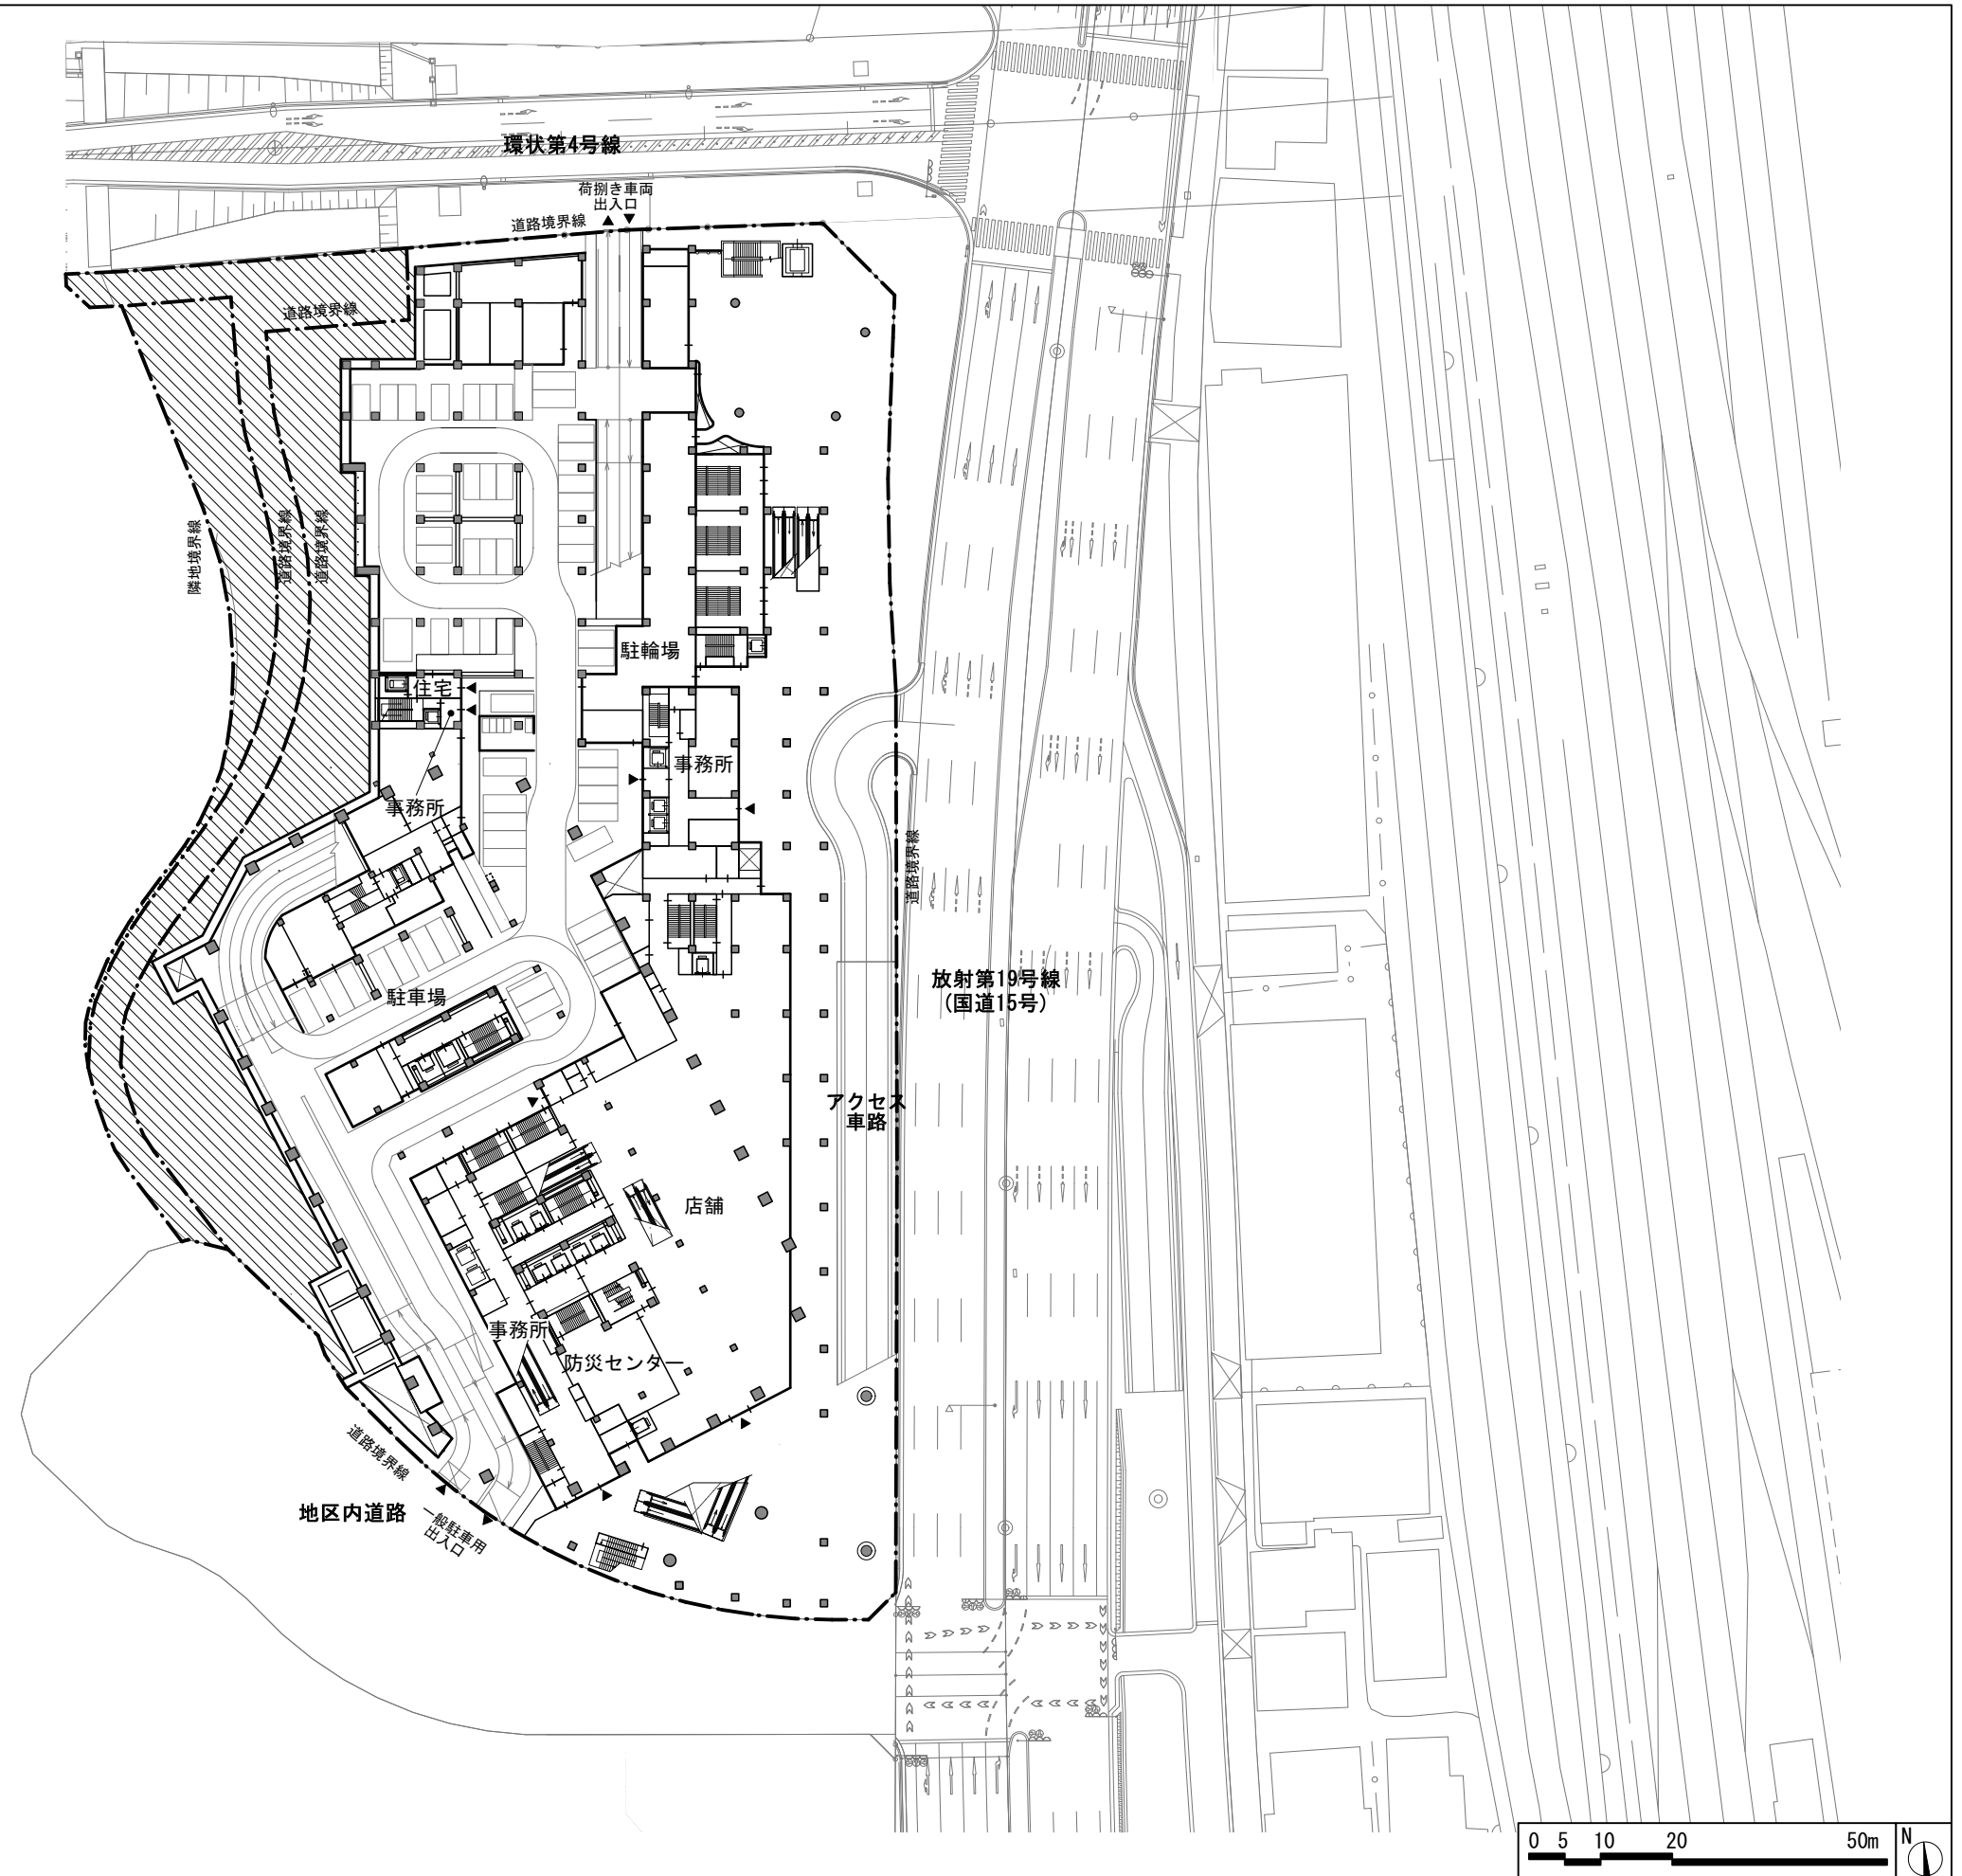 環状第4号線
荷捌き車両
出入口
道路境界線
道路境界線
隣地境界線
道路境界線
道路境界線
駐輪場
住宅
事務所
事務所
道路境界線
駐車場
放射第19号線
(国道15号)
アクセス
車路
店舗
事務所
防災センター
道路境界線
地区内道路
一般駐車用
出入口
0 5 10 20 50m
N